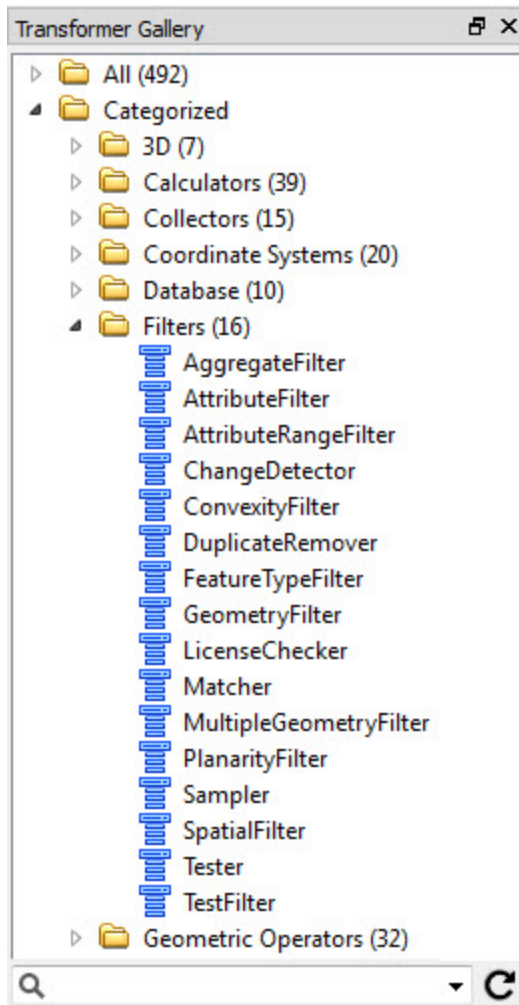 Transformer Gallery
All (492)
Categorized
3D (7)
Calculators (39)
Collectors (15)
Coordinate Systems (20)
Database (10)
Filters (16)
AggregateFilter
AttributeFilter
AttributeRangeFilter
ChangeDetector
ConvexityFilter
DuplicateRemover
FeatureTypeFilter
GeometryFilter
LicenseChecker
Matcher
MultipleGeometryFilter
PlanarityFilter
Sampler
SpatialFilter
Tester
TestFilter
Geometric Operators (32)